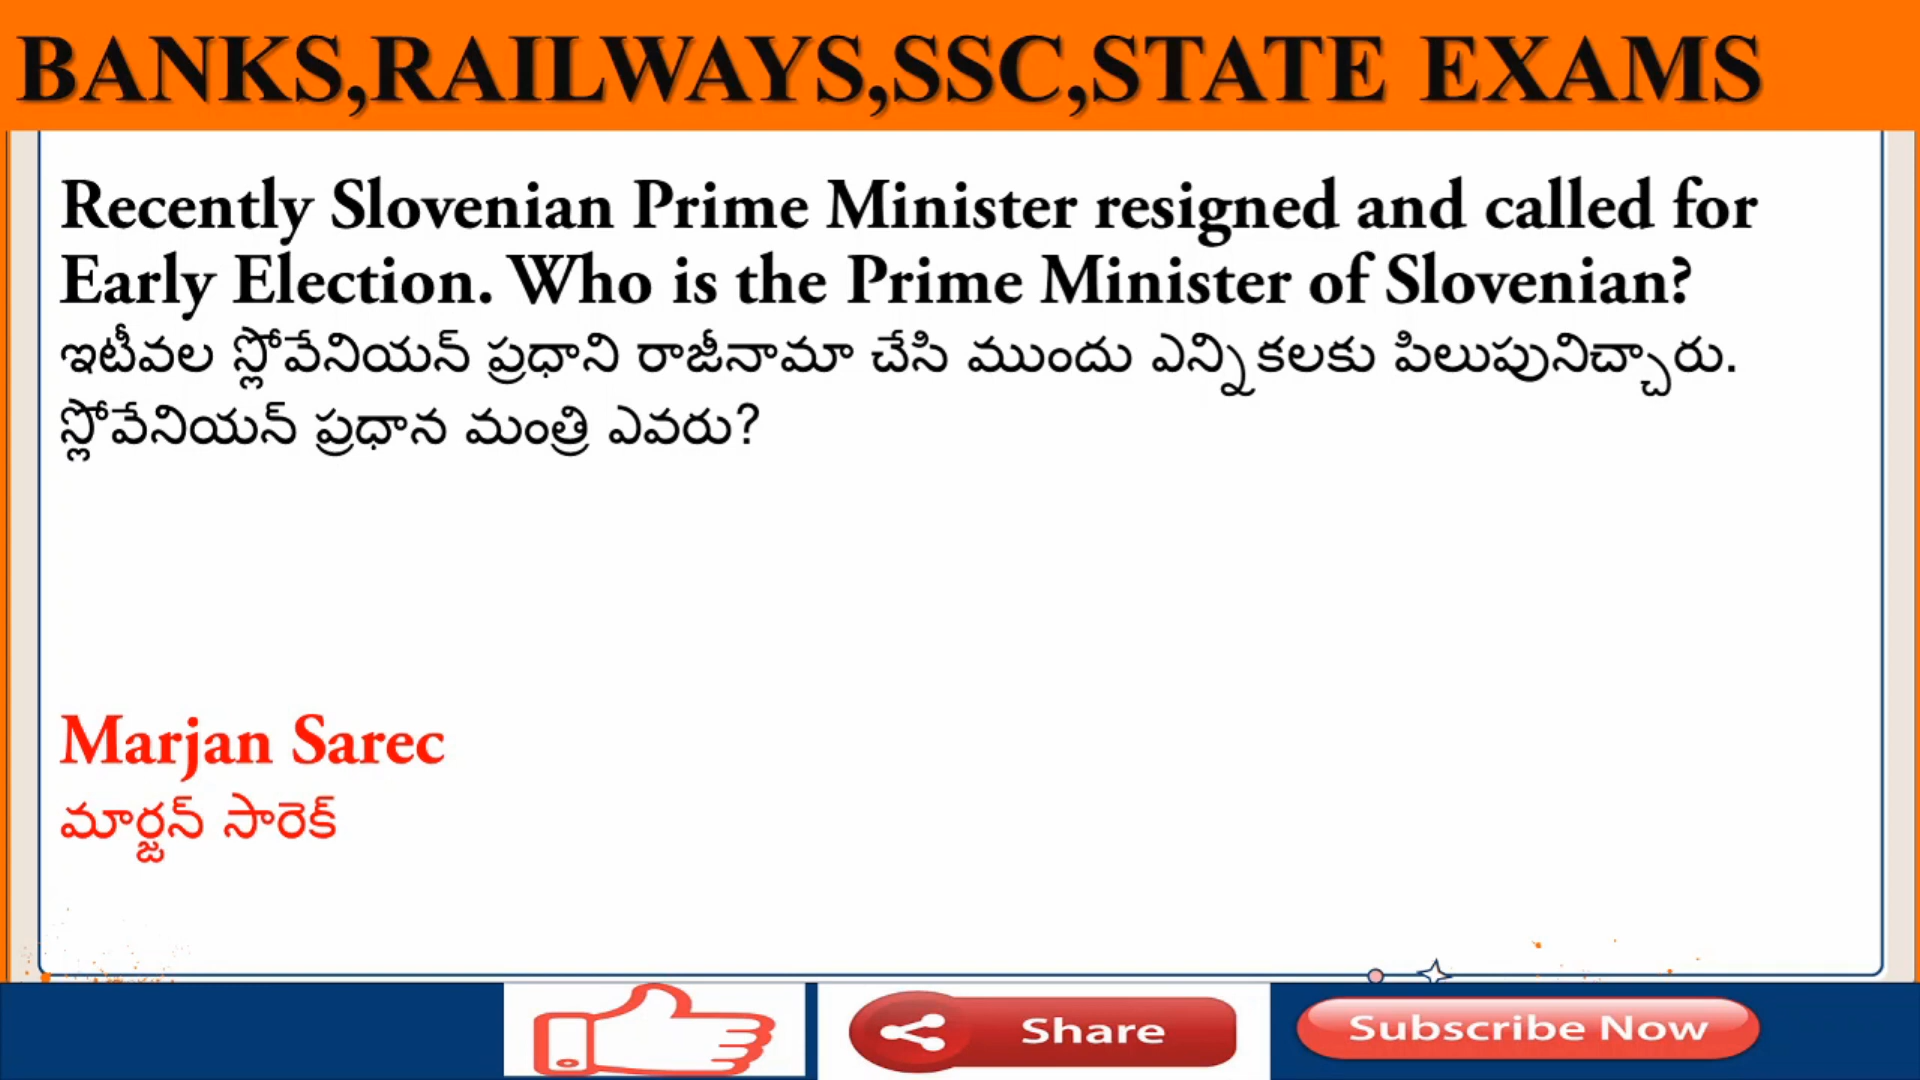 BANKS,RAILWAYS,SSC,STATE EXAMS
Recently Slovenian Prime Minister resigned and called for
Early Election. Who is the Prime Minister of Slovenian?
ఇటీవల స్లోవేనియన్ ప్రధాని రాజీనామా చేసి ముందు ఎన్నికలకు పిలుపునిచ్చారు.
స్లోవేనియన్ ప్రధాన మంత్రి ఎవరు?
Marjan Sarec
మార్జన్ సారెక్
Share
Subscribe Now